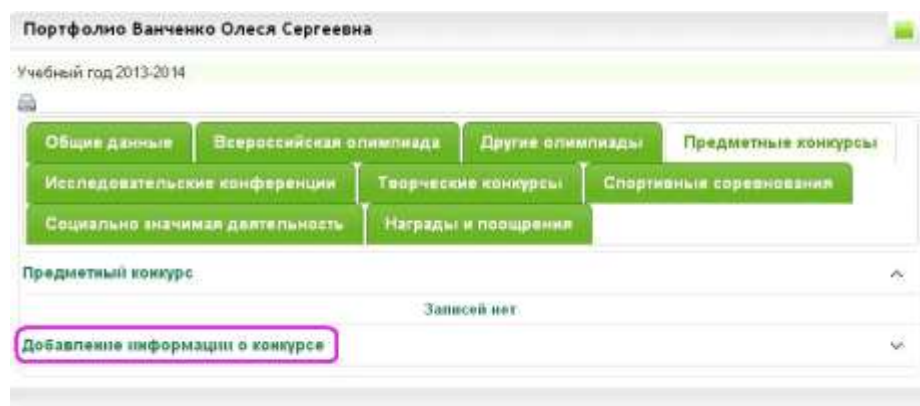 Портфолио Ванченко Олеся Сергеевна
Учебный год 2013-2014
Общие данные Всероссийская олимпиада Другие олимпиады Предметные конкурсы
Исследовательские конференции Творческие конкурсы Спортивные соревнования
Социально значимая деятельность Награды и поощрения
Предметный конкурс
Записей нет
Добавление информации о конкурсе